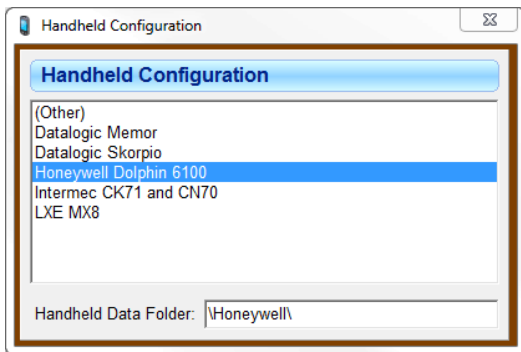 Handheld Configuration
Handheld Configuration
(Other)
Datalogic Memor
Datalogic Skorpio
Honeywell Dolphin 6100
Intermec CK71 and CN70
LXE MX8
Handheld Data Folder: \Honeywell\